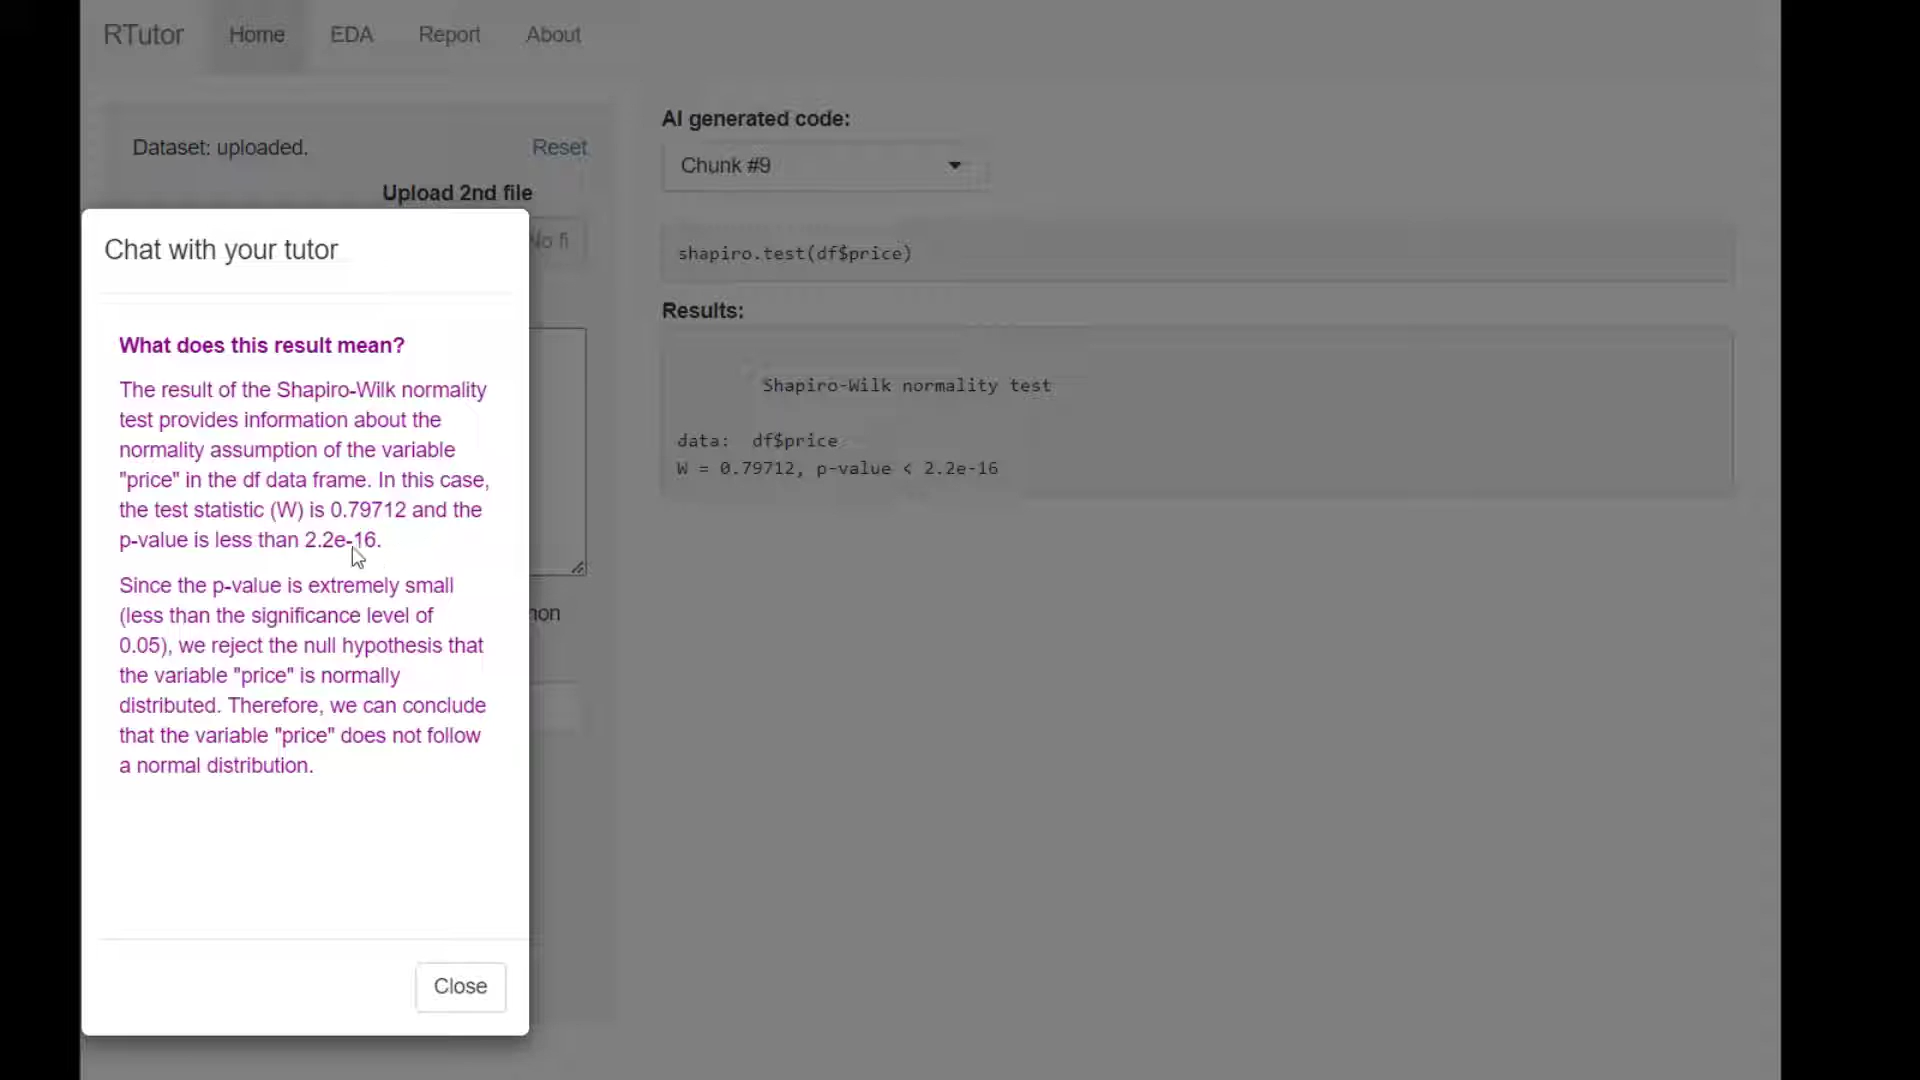 RTutor Home EDA Report About
Dataset: uploaded. Reset
Upload 2nd file
No fi
Chat with your tutor
What does this result mean?
The result of the Shapiro-Wilk normality
test provides information about the
normality assumption of the variable
"price" in the df data frame. In this case,
the test statistic (W) is 0.79712 and the
p-value is less than 2.2e-16.
Since the p-value is extremely small
(less than the significance level of
0.05), we reject the null hypothesis that
the variable "price" is normally
distributed. Therefore, we can conclude
that the variable "price" does not follow
a normal distribution.
Close
AI generated code:
Chunk #9
shapiro.test(df$price)
Results:
Shapiro-Wilk normality test
data: df$price
W = 0.79712, p-value < 2.2e-16